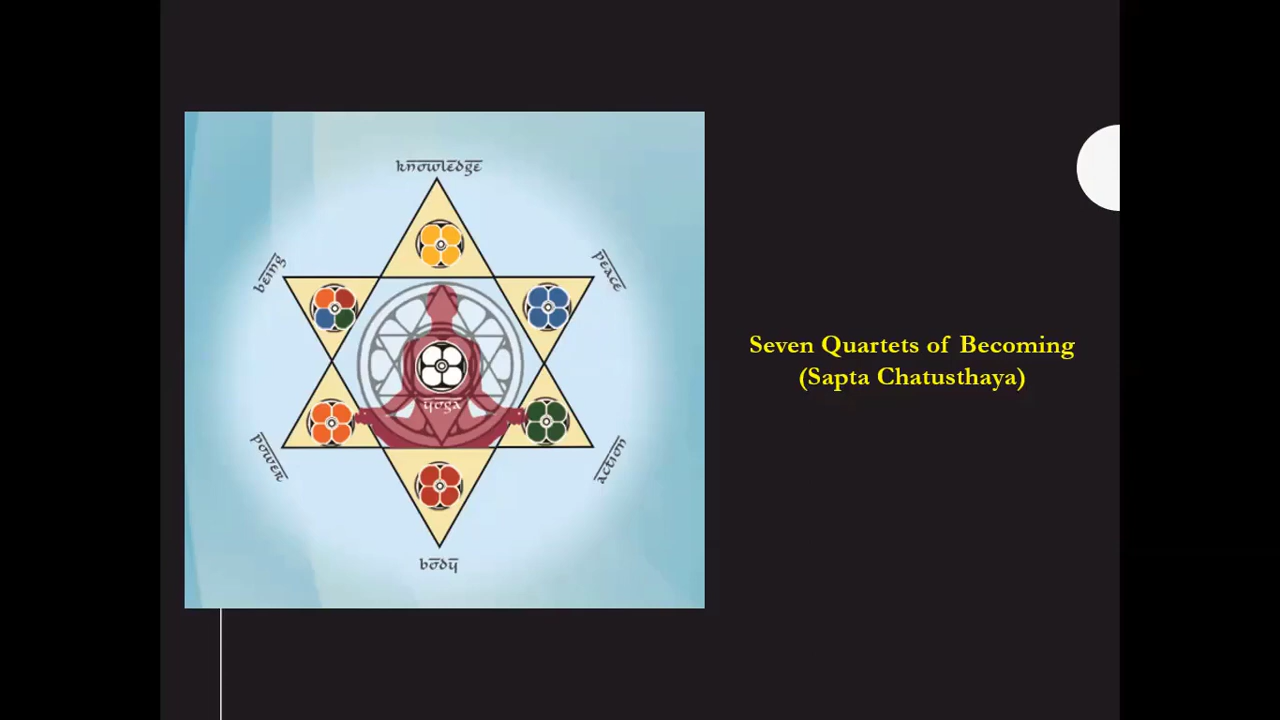 knowledge
being
peace
yoga
power
action
body
Seven Quartets of Becoming
(Sapta Chatusthaya)